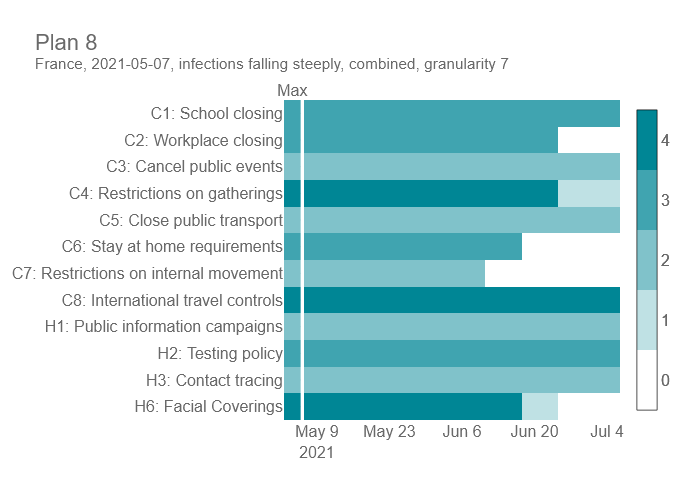 Plan 8
France, 2021-05-07, infections falling steeply, combined, granularity 7
Max
C1: School closing
C2: Workplace closing
C3: Cancel public events
C4: Restrictions on gatherings
C5: Close public transport
C6: Stay at home requirements
C7: Restrictions on internal movement
C8: International travel controls
H1: Public information campaigns
H2: Testing policy
H3: Contact tracing
H6: Facial Coverings
May 9 May 23 Jun 6 Jun 20 Jul 4
2021
4
3
2
1
0